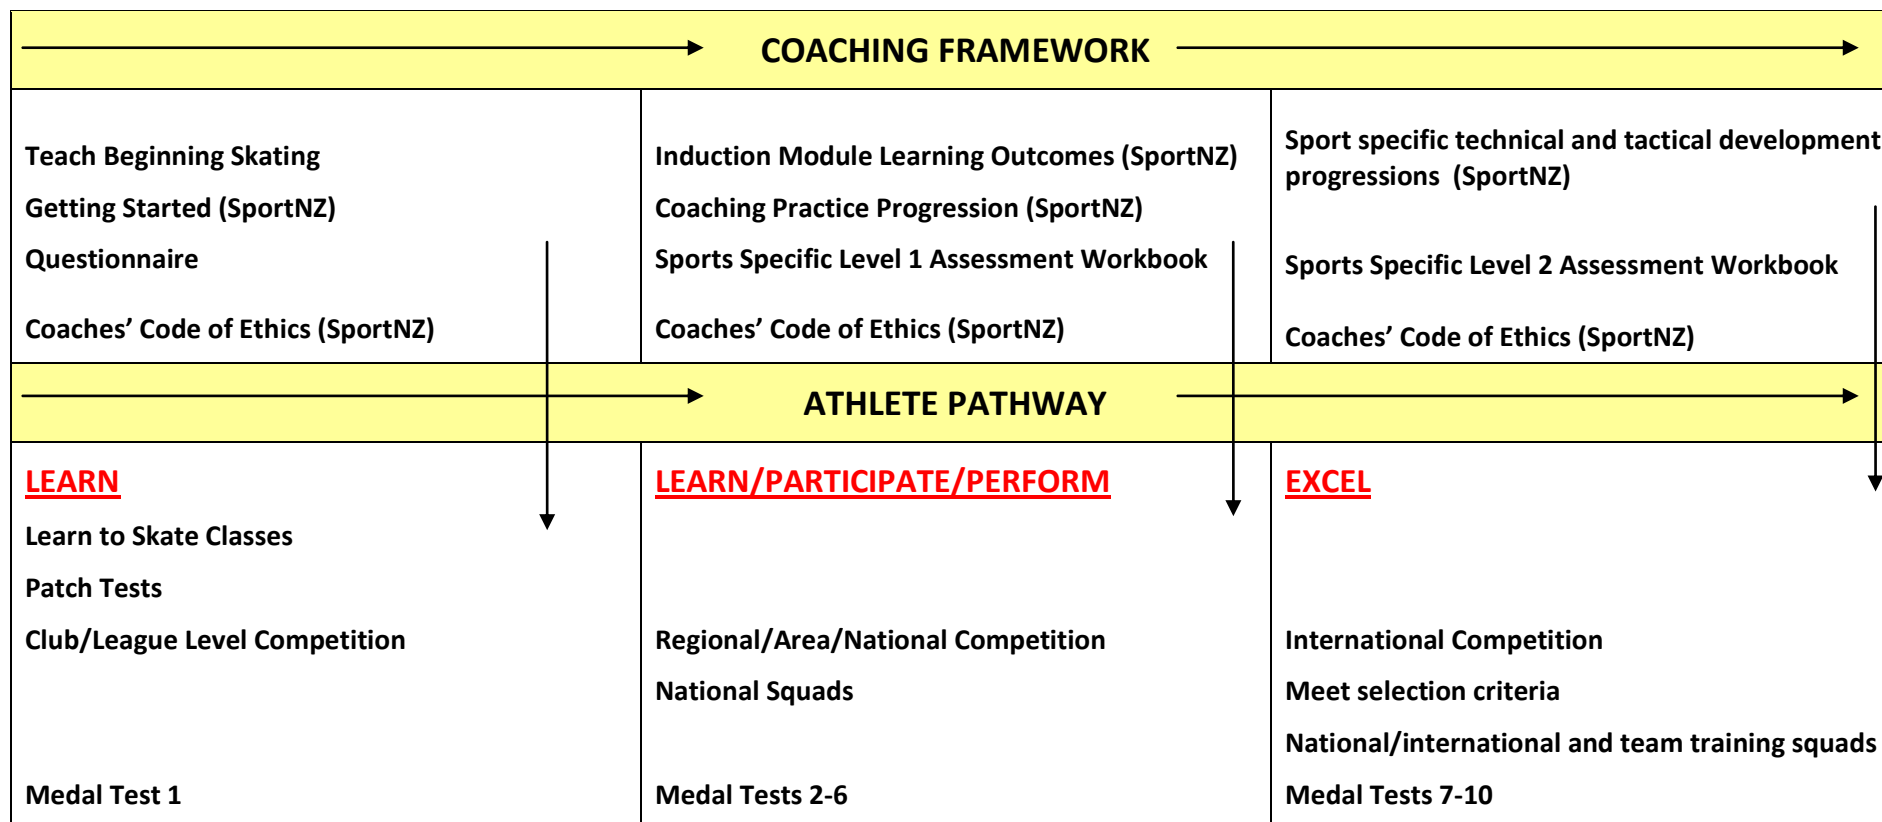 COACHING FRAMEWORK
Teach Beginning Skating
Getting Started (SportNZ)
Questionnaire
Coaches’ Code of Ethics (SportNZ)
Induction Module Learning Outcomes (SportNZ)
Coaching Practice Progression (SportNZ)
Sports Specific Level 1 Assessment Workbook
Coaches’ Code of Ethics (SportNZ)
Sport specific technical and tactical development
progressions  (SportNZ)
Sports Specific Level 2 Assessment Workbook
Coaches’ Code of Ethics (SportNZ)
ATHLETE PATHWAY
LEARN
Learn to Skate Classes
Patch Tests
Club/League Level Competition
Medal Test 1
LEARN/PARTICIPATE/PERFORM
Regional/Area/National Competition
National Squads
Medal Tests 2-6
EXCEL
International Competition
Meet selection criteria
National/international and team training squads
Medal Tests 7-10